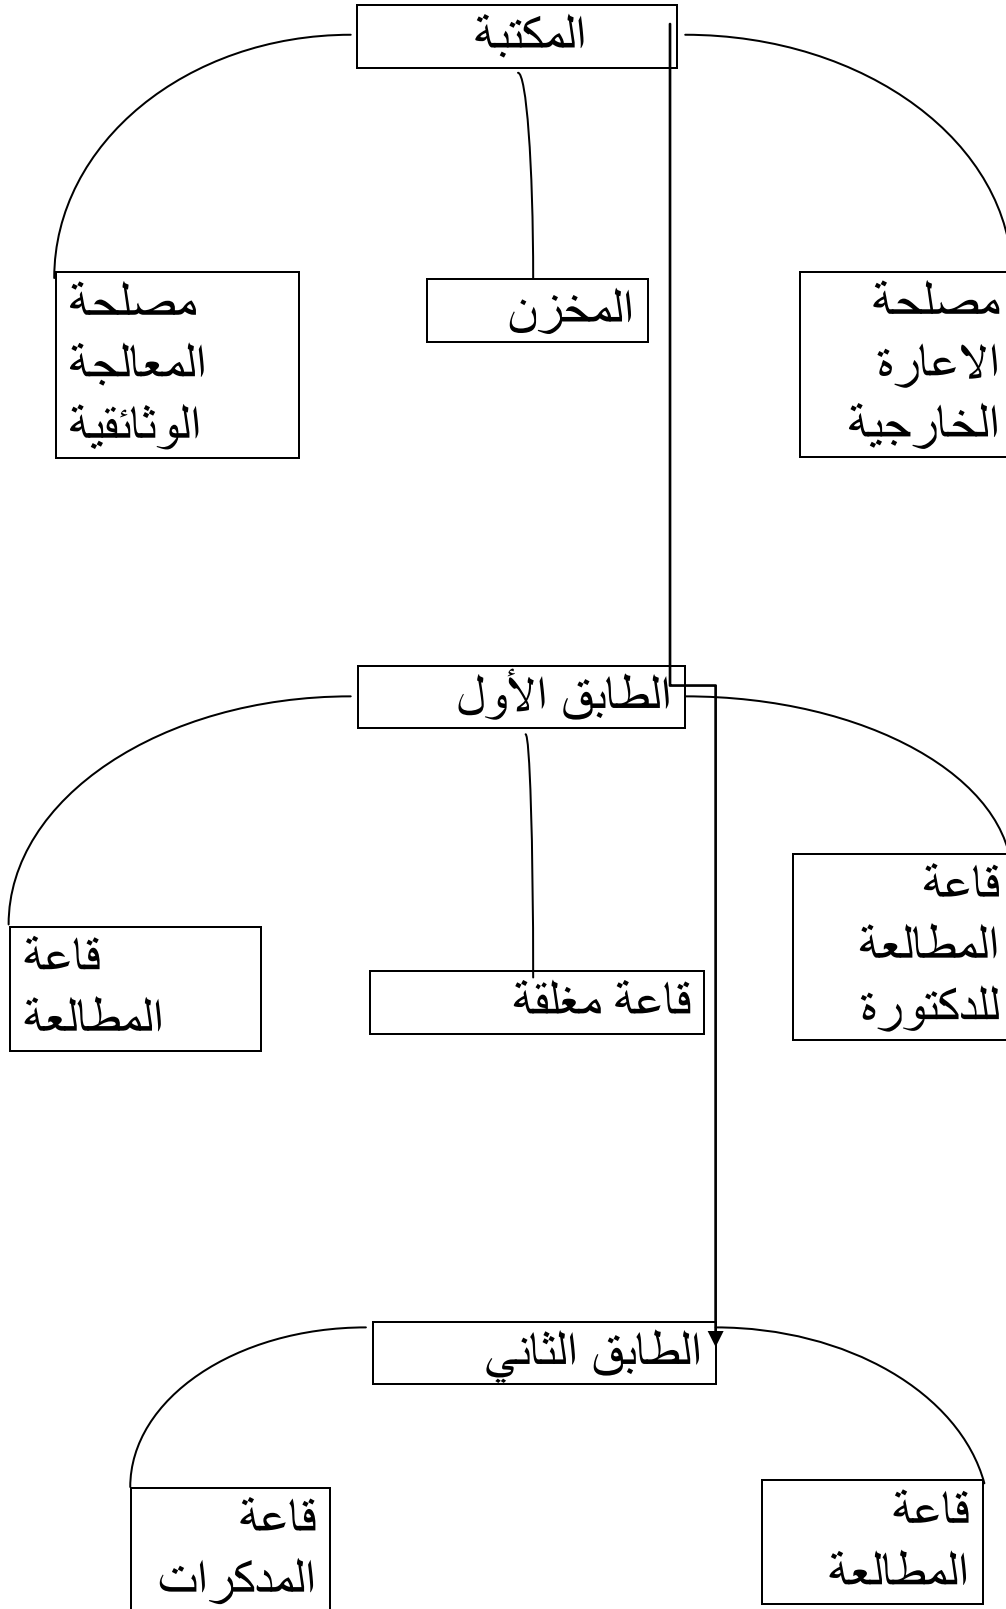 المكتبة
مصلحة
الاعارة
الخارجية
المخزن
مصلحة
المعالجة
الوثائقية
الطابق الأول
قاعة
المطالعة
للدكتورة
قاعة مغلقة
قاعة
المطالعة
الطابق الثاني
قاعة
المطالعة
قاعة
المدكرات